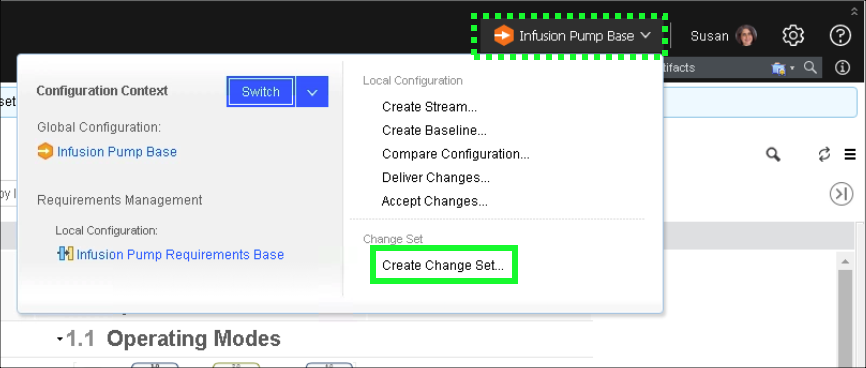 Infusion Pump Base
Susan
tifacts
set
Configuration Context
Switch
Global Configuration:
Infusion Pump Base
Requirements Management
Local Configuration:
Infusion Pump Requirements Base
Local Configuration
Create Stream...
Create Baseline...
Compare Configuration...
Deliver Changes...
Accept Changes...
Change Set
Create Change Set...
by
1.1 Operating Modes